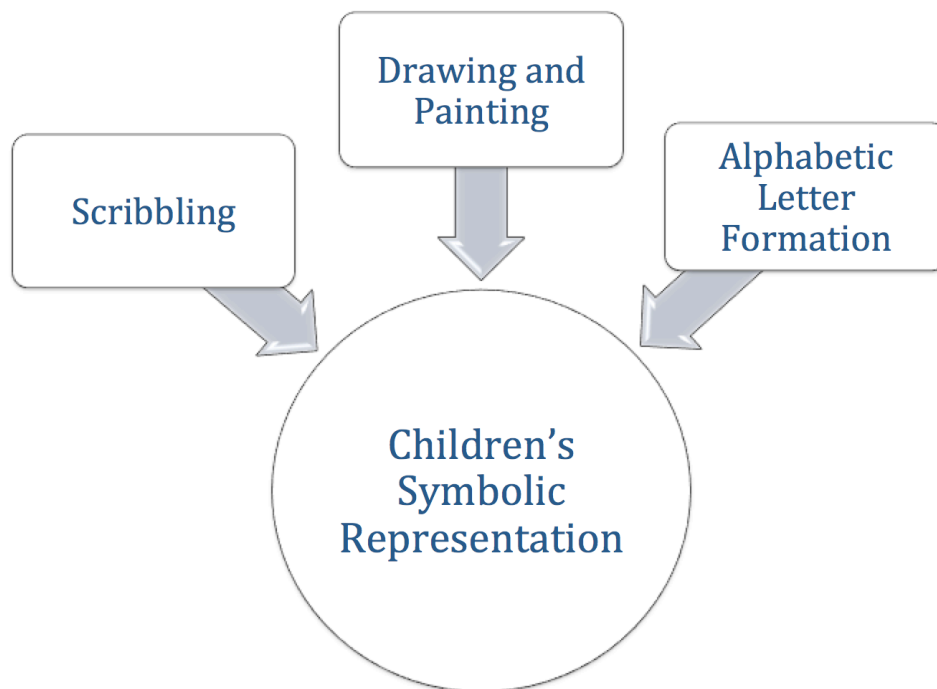 Scribbling
Drawing and
Painting
Alphabetic
Letter
Formation
Children’s
Symbolic
Representation